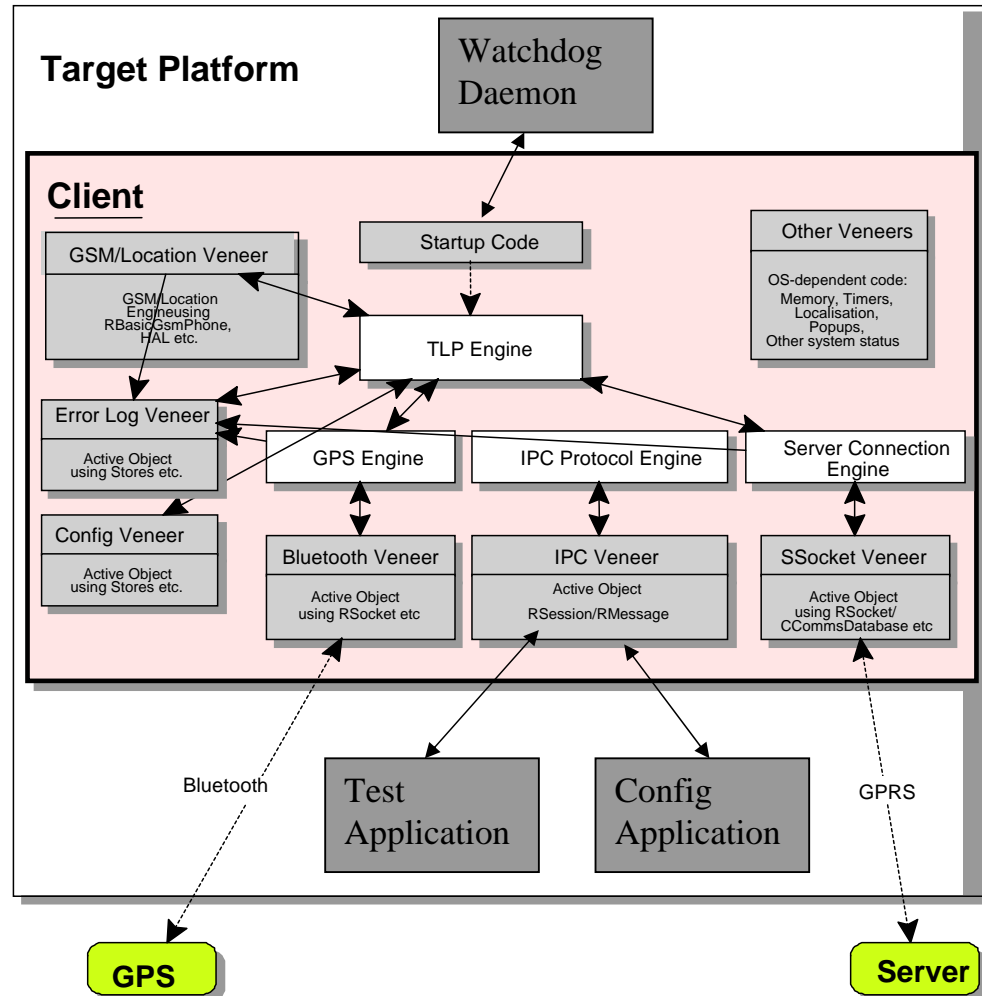 Target Platform
Watchdog
Daemon
Client
GSM/Location Veneer
GSM/Location
Engineusing
RBasicGsmPhone,
HAL etc.
Startup Code
Other Veneers
OS-dependent code:
Memory, Timers,
Localisation,
Popups,
Other system status
TLP Engine
Error Log Veneer
Active Object
using Stores etc.
GPS Engine
IPC Protocol Engine
Server Connection
Engine
Config Veneer
Active Object
using Stores etc.
Bluetooth Veneer
Active Object
using RSocket etc
IPC Veneer
Active Object
RSession/RMessage
SSocket Veneer
Active Object
using RSocket/
CCommsDatabase etc
Bluetooth
Test
Application
Config
Application
GPRS
GPS
Server